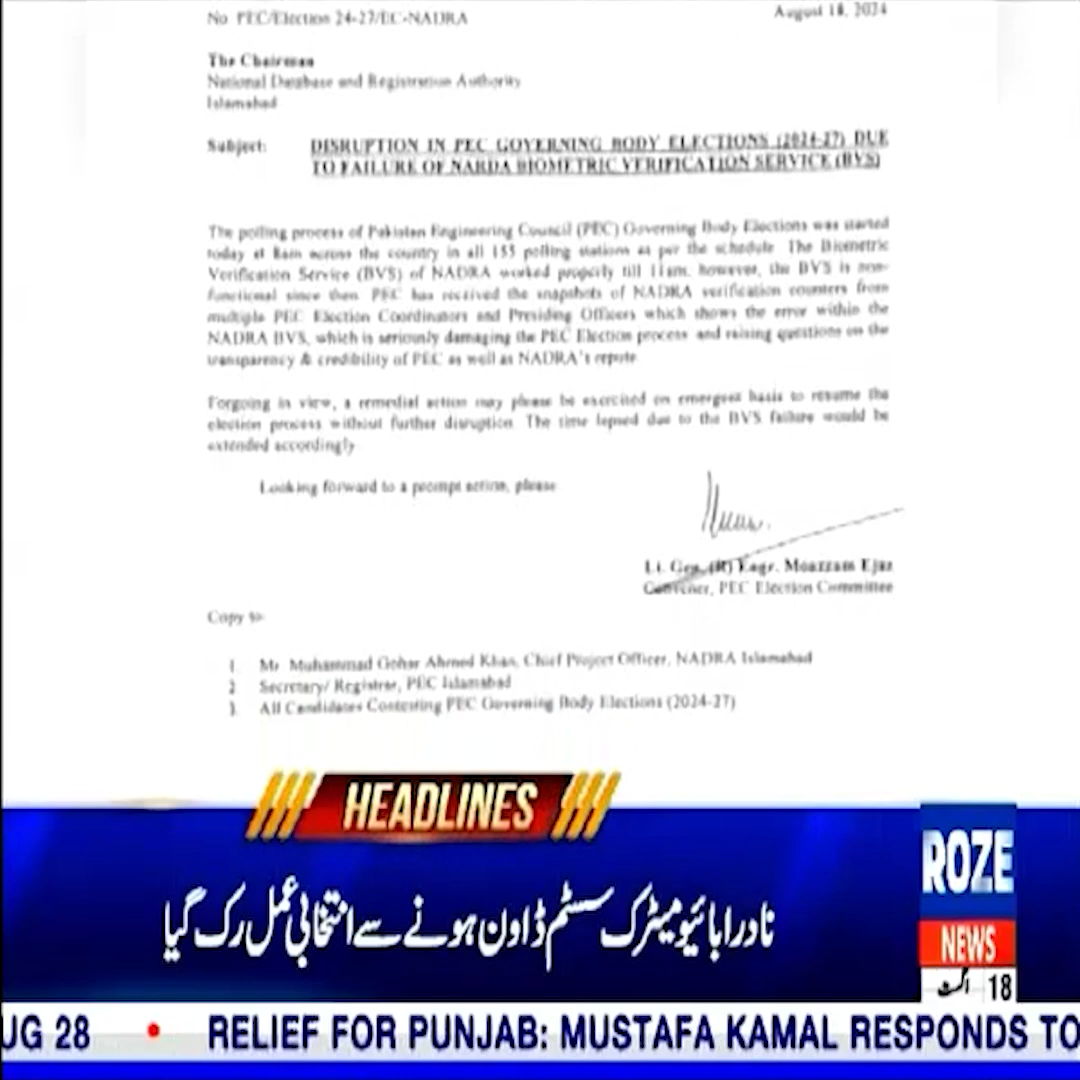 No PEC/Election 24-27/EC-NADRA
August 18, 2024
The Chairman
National Database and Registration Authority
Islamabad
Subject: DISRUPTION IN PEC GOVERNING BODY ELECTIONS (2024-27) DUE
TO FAILURE OF NARDA BIOMETRIC VERIFICATION SERVICE (BVS)
The polling process of Pakistan Engineering Council (PEC) Governing Body Elections was started
today at 8am across the country in all 155 polling stations as per the schedule. The Biometric
Verification Service (BVS) of NADRA worked properly till 11am, however, the BVS is non-
functional since then. PEC has received the snapshots of NADRA verification counters from
multiple PEC Election Coordinators and Presiding Officers which shows the error within the
NADRA BVS, which is seriously damaging the PEC Election process and raising questions on the
transparency & credibility of PEC as well as NADRA's repute
Forgoing in view, a remedial action may please be exercised on emergent basis to resume the
election process without further disruption. The time lapsed due to the BVS failure would be
extended accordingly
Looking forward to a prompt action, please
Lt. Gen. (R) Engr. Moazzam Ejaz
Convener, PEC Election Committee
Copy to
1. Mr. Muhammad Gohar Ahmed Khan, Chief Project Officer, NADRA Islamabad
2. Secretary/ Registrar, PEC Islamabad
3. All Candidates Contesting PEC Governing Body Elections (2024-27)
HEADLINES
نادرا بائیو میٹرک سسٹم ڈاون ہونے سے انتخابی عمل رک گیا
ROZE
NEWS
18 اگست
UG 28 • RELIEF FOR PUNJAB: MUSTAFA KAMAL RESPONDS TO